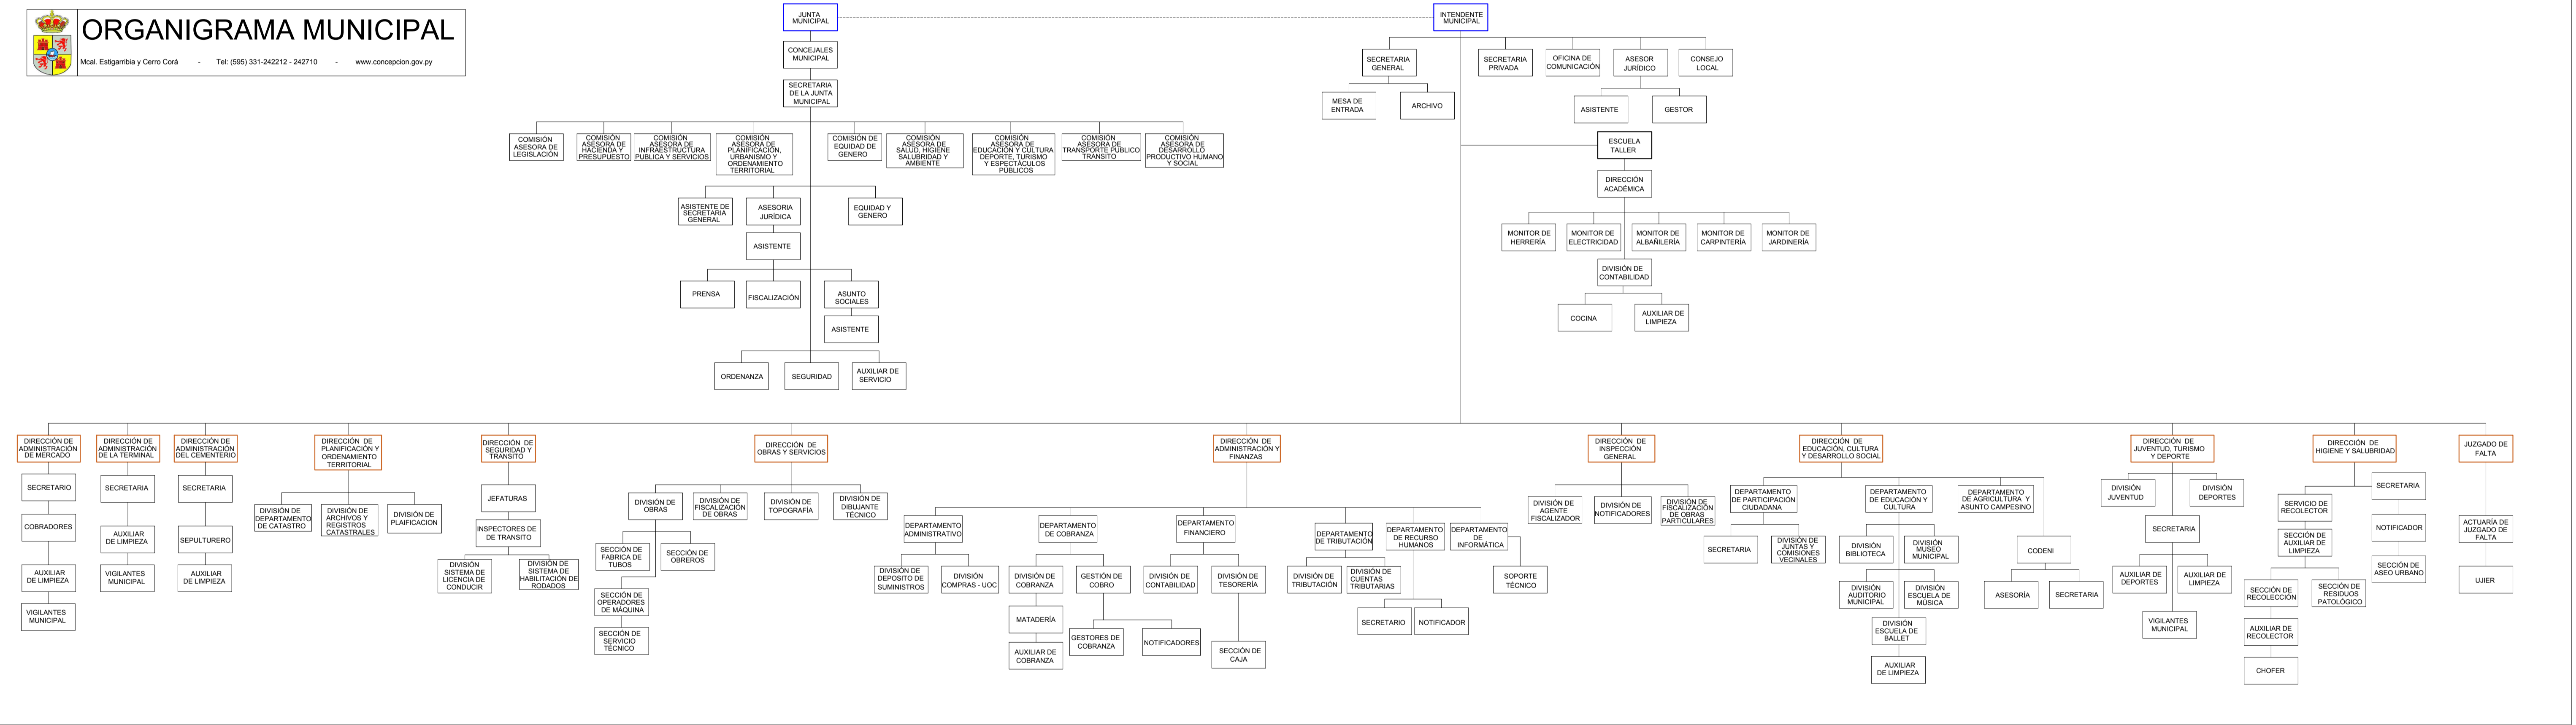 ORGANIGRAMA MUNICIPAL
Mcal. Estigarribia y Cerro Corá - Tel: (595) 331-242212 - 242710 - www.concepcion.gov.py
JUNTA
MUNICIPAL
INTENDENTE
MUNICIPAL
CONCEJALES
MUNICIPAL
SECRETARIA
DE LA JUNTA
MUNICIPAL
SECRETARIA
GENERAL
SECRETARIA
PRIVADA
OFICINA DE
COMUNICACIÓN
ASESOR
JURÍDICO
CONSEJO
LOCAL
MESA DE
ENTRADA
ARCHIVO
ASISTENTE
GESTOR
COMISIÓN
ASESORA DE
LEGISLACIÓN
COMISIÓN
ASESORA DE
HACIENDA Y
PRESUPUESTO
COMISIÓN
ASESORA DE
INFRAESTRUCTURA
PUBLICA Y SERVICIOS
COMISIÓN
ASESORA DE
PLANIFICACIÓN,
URBANISMO Y
ORDENAMIENTO
TERRITORIAL
COMISIÓN DE
EQUIDAD DE
GENERO
COMISIÓN
ASESORA DE
SALUD, HIGIENE
SALUBRIDAD Y
AMBIENTE
COMISIÓN
ASESORA DE
EDUCACIÓN Y CULTURA
DEPORTE, TURISMO
Y ESPECTÁCULOS
PÚBLICOS
COMISIÓN
ASESORA DE
TRANSPORTE PUBLICO
TRANSITO
COMISIÓN
ASESORA DE
DESARROLLO
PRODUCTIVO HUMANO
Y SOCIAL
ESCUELA
TALLER
DIRECCIÓN
ACADÉMICA
ASISTENTE DE
SECRETARIA
GENERAL
ASESORIA
JURÍDICA
EQUIDAD Y
GENERO
ASISTENTE
MONITOR DE
HERRERÍA
MONITOR DE
ELECTRICIDAD
MONITOR DE
ALBAÑILERÍA
MONITOR DE
CARPINTERÍA
MONITOR DE
JARDINERÍA
DIVISIÓN DE
CONTABILIDAD
PRENSA
FISCALIZACIÓN
ASUNTO
SOCIALES
ASISTENTE
COCINA
AUXILIAR DE
LIMPIEZA
ORDENANZA
SEGURIDAD
AUXILIAR DE
SERVICIO
DIRECCIÓN DE
ADMINISTRACIÓN
DE MERCADO
SECRETARIO
COBRADORES
AUXILIAR
DE LIMPIEZA
VIGILANTES
MUNICIPAL
DIRECCIÓN DE
ADMINISTRACIÓN
DE LA TERMINAL
SECRETARIA
AUXILIAR
DE LIMPIEZA
VIGILANTES
MUNICIPAL
DIRECCIÓN DE
ADMINISTRACIÓN
DEL CEMENTERIO
SECRETARIA
SEPULTURERO
AUXILIAR
DE LIMPIEZA
DIRECCIÓN DE
PLANIFICACIÓN Y
ORDENAMIENTO
TERRITORIAL
DIVISIÓN DE
DEPARTAMENTO
DE CATASTRO
DIVISIÓN DE
ARCHIVOS Y
REGISTROS
CATASTRALES
DIVISIÓN DE
PLAIFICACION
DIRECCIÓN DE
SEGURIDAD Y
TRÁNSITO
JEFATURAS
INSPECTORES
DE TRANSITO
DIVISIÓN
SISTEMA DE
LICENCIA DE
CONDUCIR
DIVISIÓN DE
SISTEMA DE
HABILITACIÓN DE
RODADOS
DIRECCIÓN DE
OBRAS Y SERVICIOS
DIVISIÓN DE
OBRAS
DIVISIÓN DE
FISCALIZACIÓN
DE OBRAS
DIVISIÓN DE
TOPOGRAFÍA
DIVISIÓN DE
DIBUJANTE
TÉCNICO
SECCIÓN DE
FABRICA DE
TUBOS
SECCIÓN DE
OBREROS
SECCIÓN DE
OPERADORES
DE MÁQUINA
SECCIÓN DE
SERVICIO
TÉCNICO
DIRECCIÓN DE
ADMINISTRACIÓN Y
FINANZAS
DEPARTAMENTO
ADMINISTRATIVO
DIVISIÓN DE
DEPOSITO DE
SUMINISTROS
DIVISIÓN
COMPRAS - UOC
DEPARTAMENTO
DE COBRANZA
DIVISIÓN DE
COBRANZA
GESTIÓN DE
COBRO
MATADERÍA
AUXILIAR DE
COBRANZA
GESTORES DE
COBRANZA
NOTIFICADORES
DEPARTAMENTO
FINANCIERO
DIVISIÓN DE
CONTABILIDAD
DIVISIÓN DE
TESORERÍA
SECCIÓN DE
CAJA
DEPARTAMENTO
DE TRIBUTACIÓN
DIVISIÓN DE
TRIBUTACIÓN
DIVISIÓN DE
CUENTAS
TRIBUTARIAS
DEPARTAMENTO
DE RECURSO
HUMANOS
SECRETARIO
NOTIFICADOR
DEPARTAMENTO
DE
INFORMÁTICA
SOPORTE
TÉCNICO
DIRECCIÓN DE
INSPECCIÓN
GENERAL
DIVISIÓN DE
AGENTE
FISCALIZADOR
DIVISIÓN DE
NOTIFICADORES
DIVISIÓN DE
FISCALIZACIÓN
DE OBRAS
PARTICULARES
DIRECCIÓN DE
EDUCACIÓN, CULTURA
Y DESARROLLO SOCIAL
DEPARTAMENTO
DE PARTICIPACIÓN
CIUDADANA
SECRETARIA
DIVISIÓN DE
JUNTAS Y
COMISIONES
VECINALES
DEPARTAMENTO
DE EDUCACIÓN Y
CULTURA
DIVISIÓN
BIBLIOTECA
DIVISIÓN
MUSEO
MUNICIPAL
DIVISIÓN
AUDITORIO
MUNICIPAL
DIVISIÓN
ESCUELA DE
MÚSICA
DIVISIÓN
ESCUELA DE
BALLET
AUXILIAR
DE LIMPIEZA
DEPARTAMENTO
DE AGRICULTURA Y
ASUNTO CAMPESINO
CODENI
ASESORÍA
SECRETARIA
DIRECCIÓN DE
JUVENTUD, TURISMO
Y DEPORTE
DIVISIÓN
JUVENTUD
DIVISIÓN
DEPORTES
SECRETARIA
AUXILIAR DE
DEPORTES
AUXILIAR DE
LIMPIEZA
VIGILANTES
MUNICIPAL
DIRECCIÓN DE
HIGIENE Y SALUBRIDAD
SERVICIO DE
RECOLECTOR
SECCIÓN DE
AUXILIAR DE
LIMPIEZA
SECCIÓN DE
RECOLECCIÓN
SECCIÓN DE
RESIDUOS
PATOLÓGICO
AUXILIAR DE
RECOLECTOR
CHOFER
SECRETARIA
NOTIFICADOR
SECCIÓN DE
ASEO URBANO
JUZGADO DE
FALTA
ACTUARÍA DE
JUZGADO DE
FALTA
UJIER